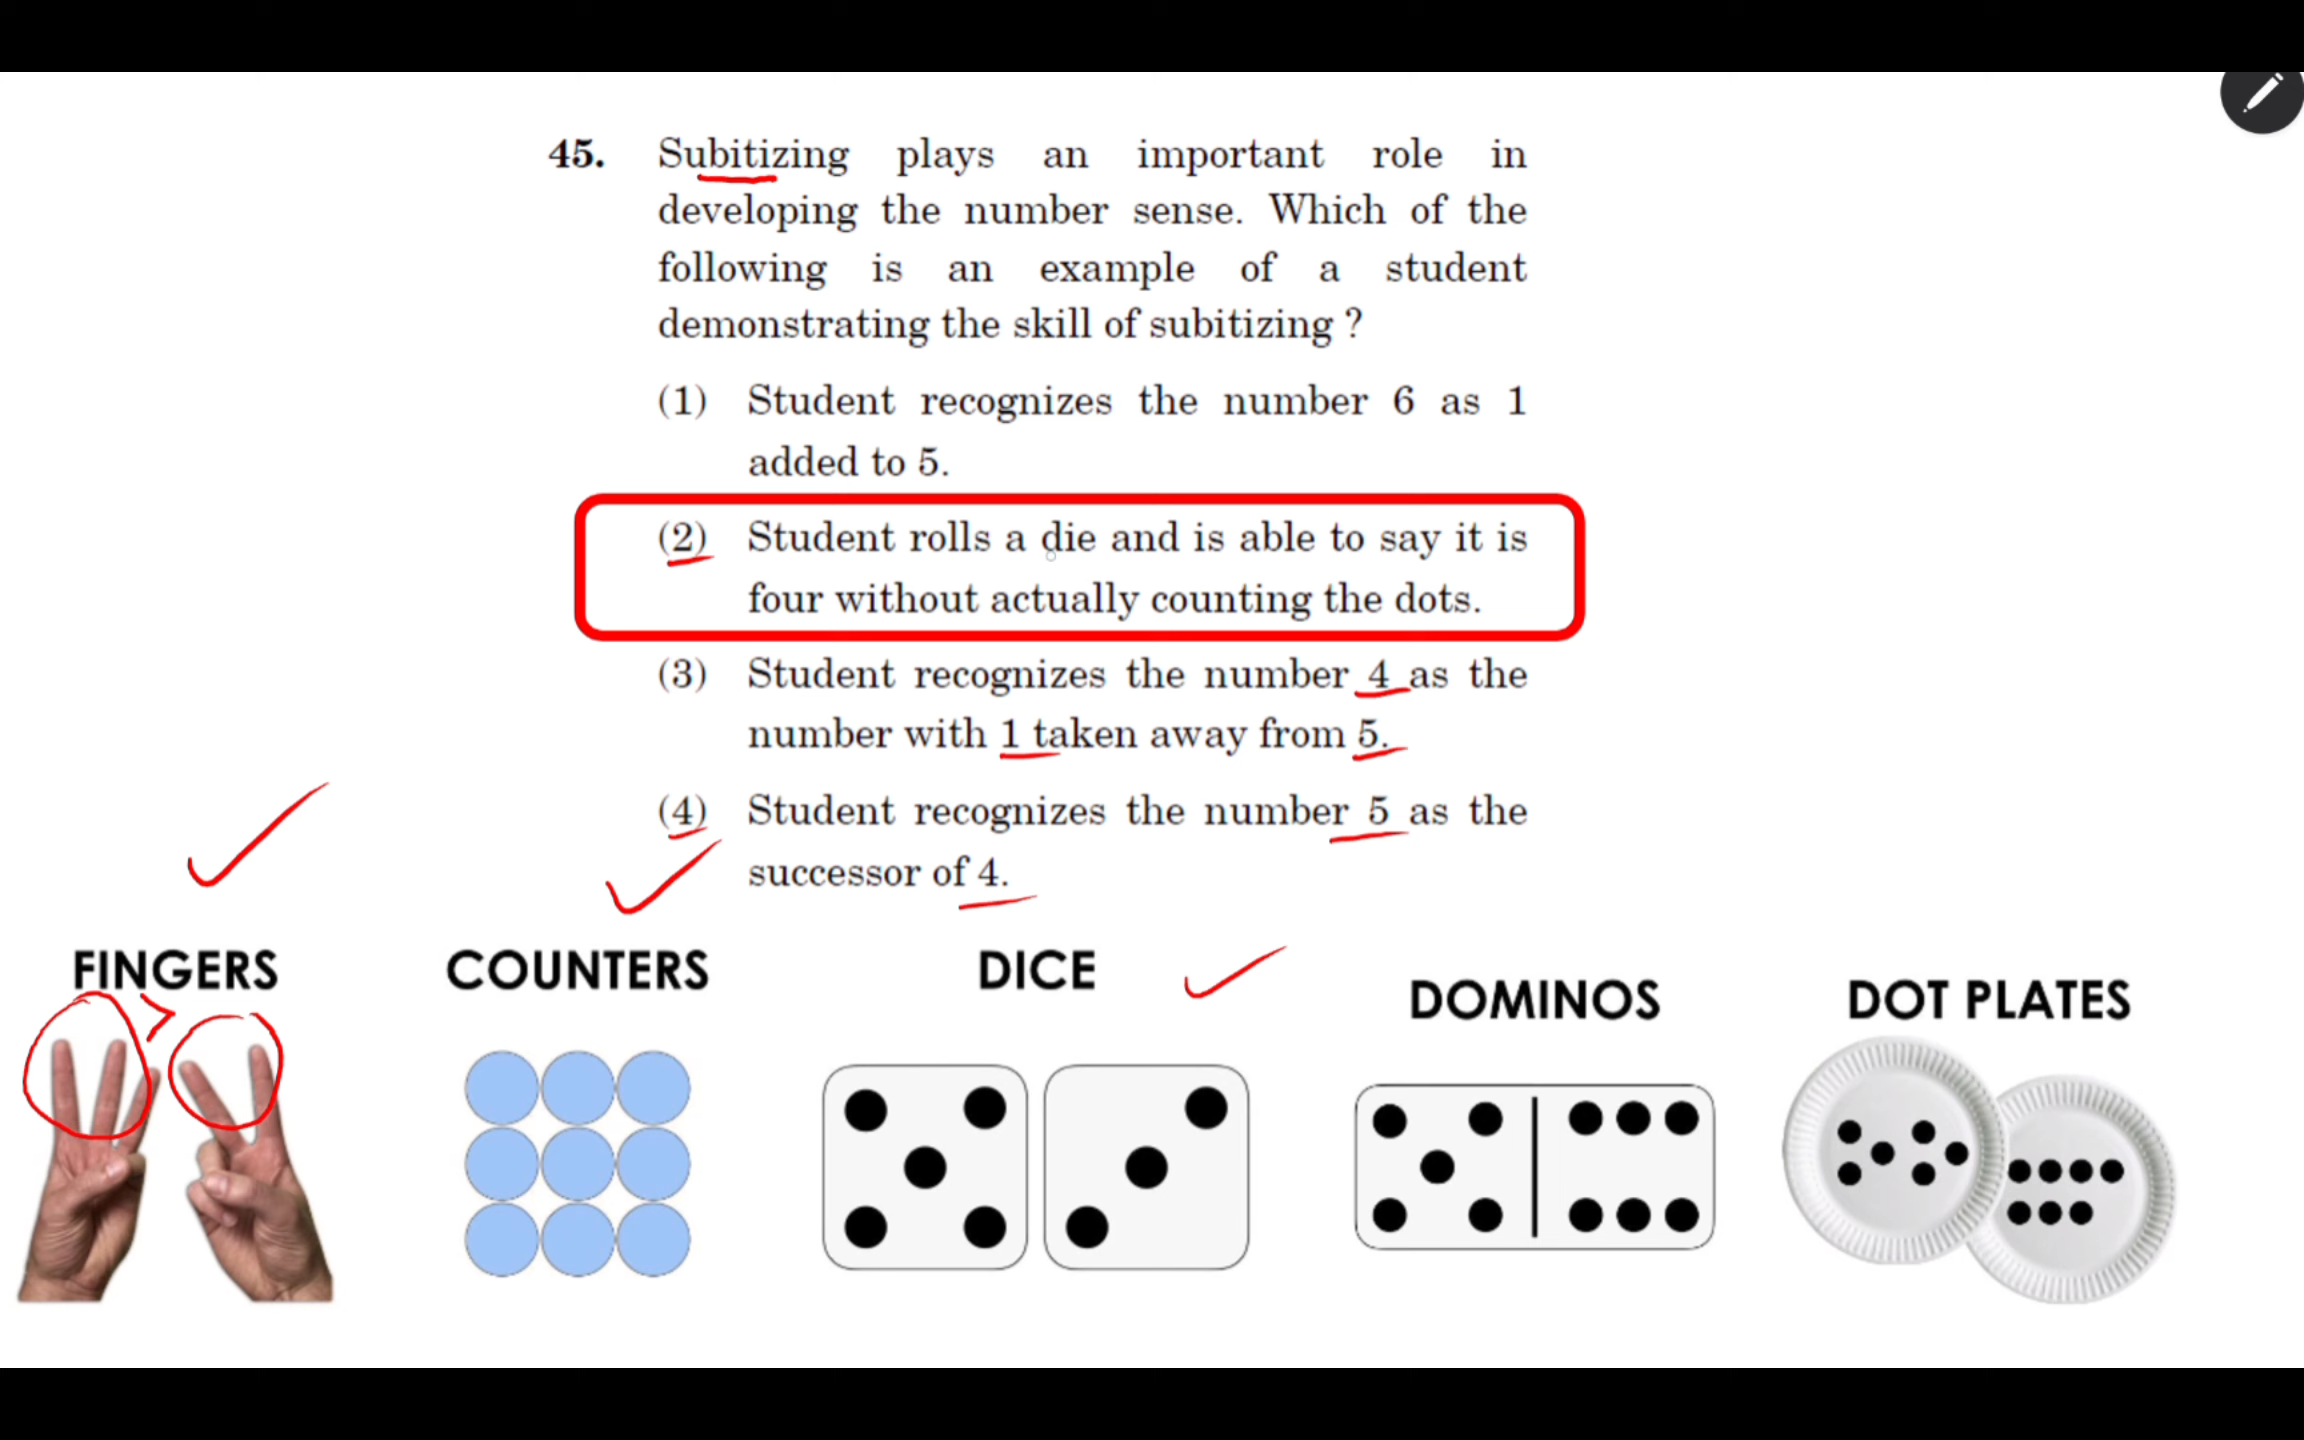 45. Subitizing plays an important role in
developing the number sense. Which of the
following is an example of a student
demonstrating the skill of subitizing ?
(1) Student recognizes the number 6 as 1
added to 5.
(2) Student rolls a die and is able to say it is
four without actually counting the dots.
(3) Student recognizes the number 4 as the
number with 1 taken away from 5.
(4) Student recognizes the number 5 as the
successor of 4.
FINGERS
COUNTERS
DICE
DOMINOS
DOT PLATES